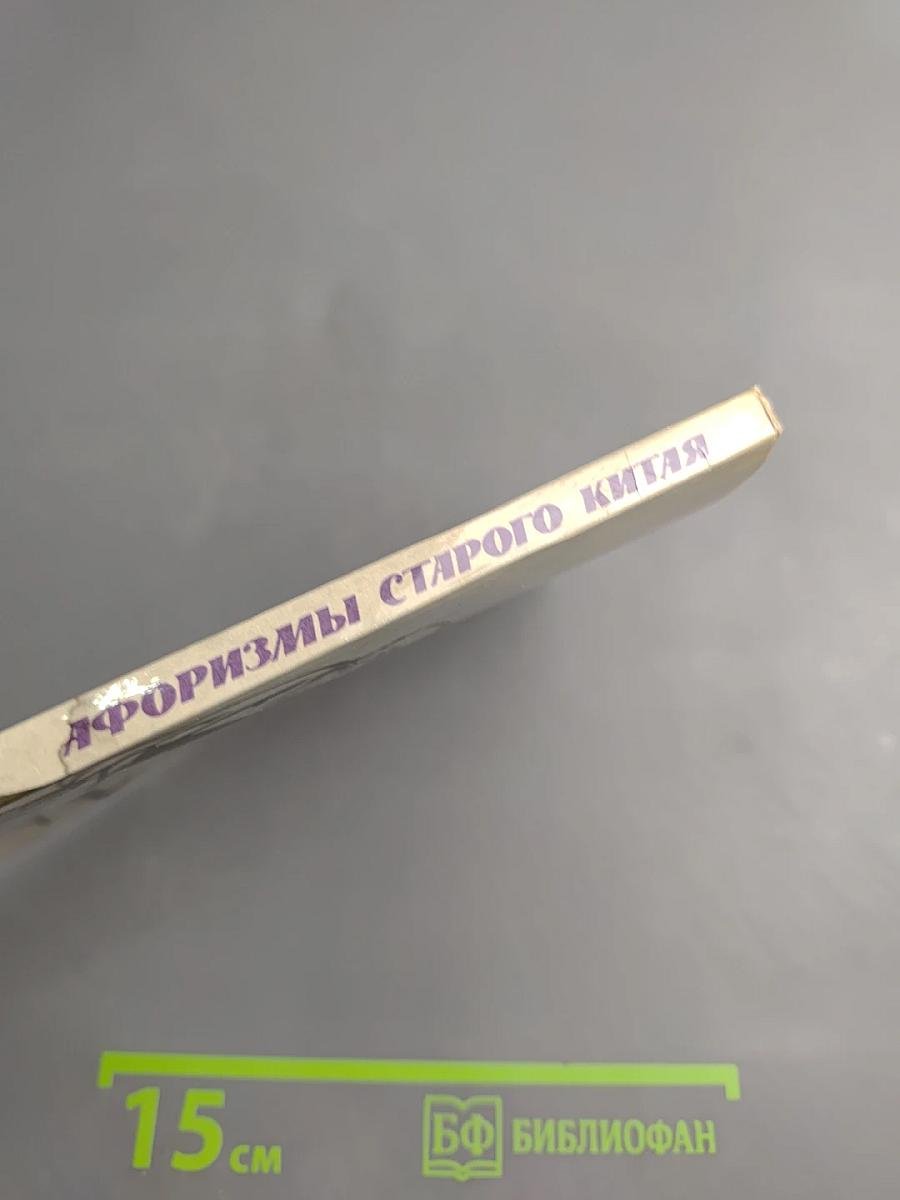 АФОРИЗМЫ СТАРОГО КИТАЯ
15 см
БФ БИБЛИОФАН